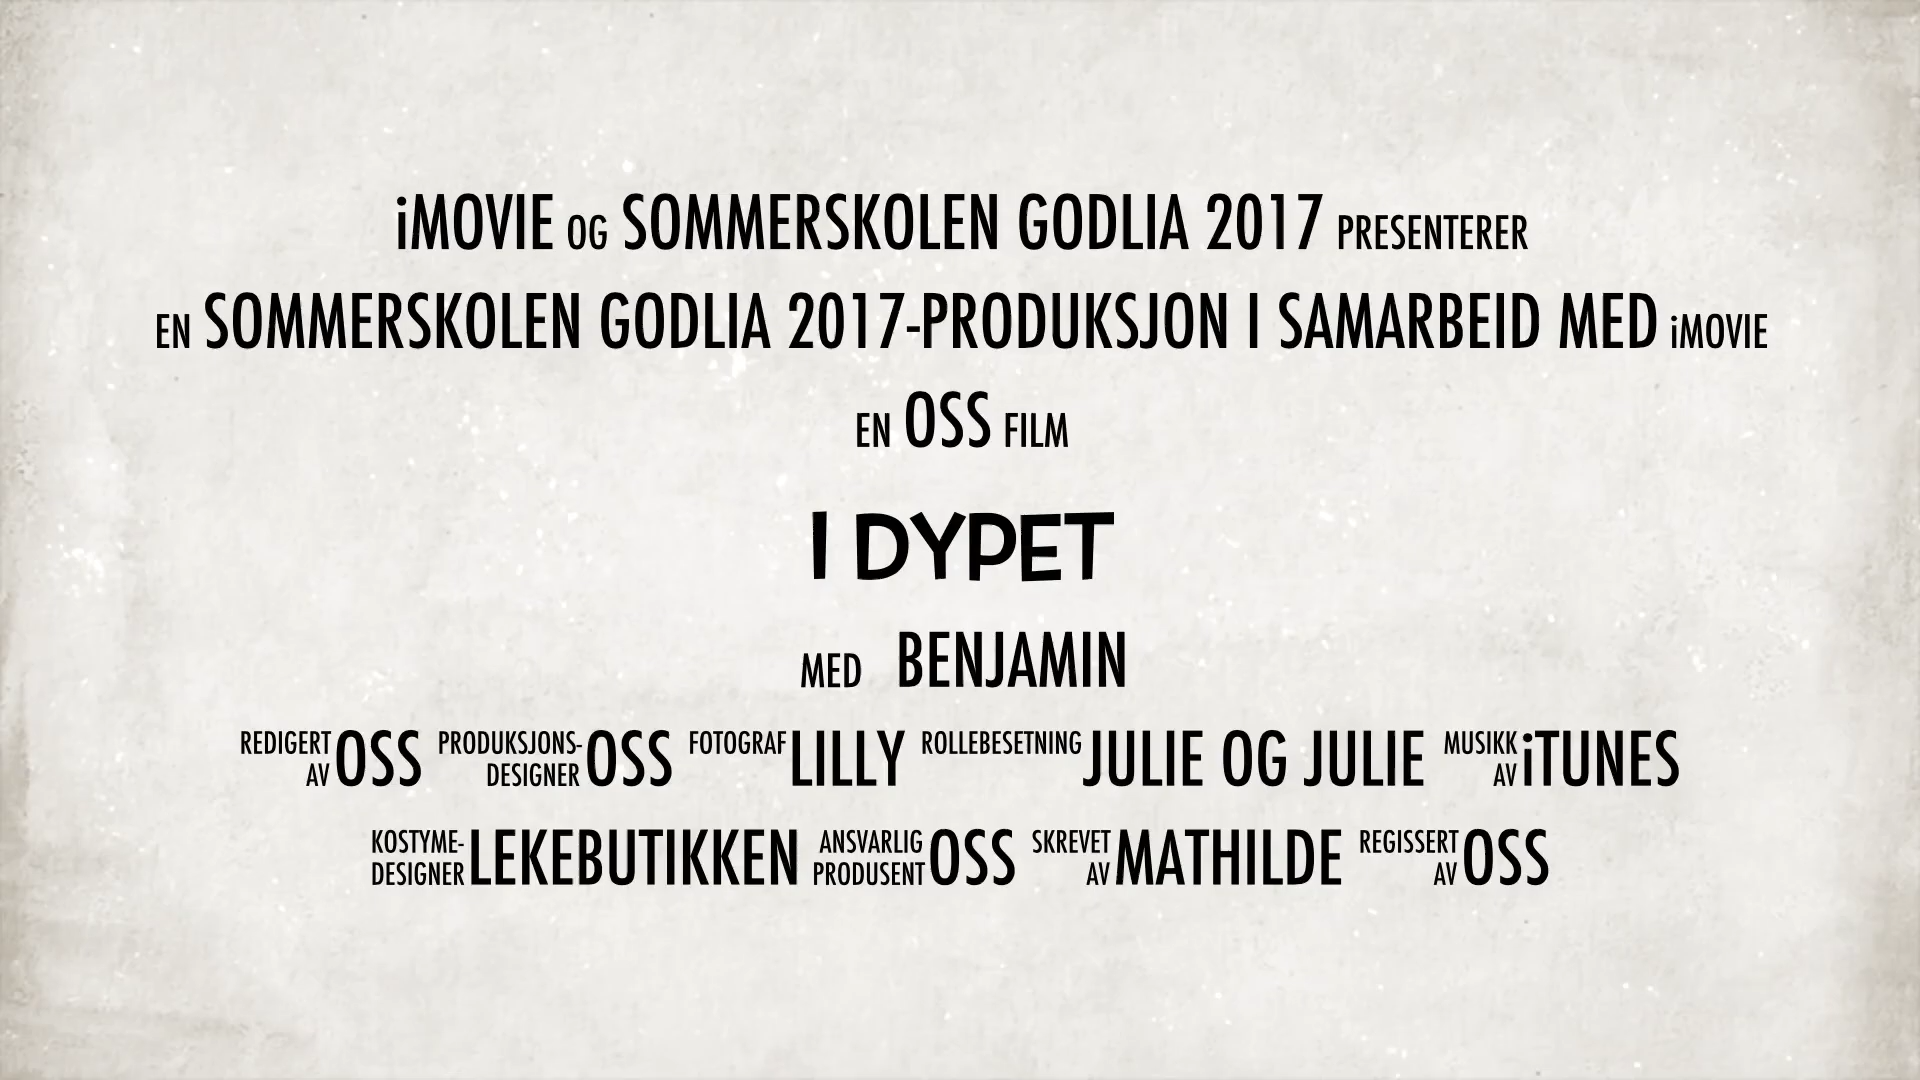 iMOVIE OG SOMMERSKOLEN GODLIA 2017 PRESENTERER
EN SOMMERSKOLEN GODLIA 2017-PRODUKSJON I SAMARBEID MED iMOVIE
EN OSS FILM
I DYPET
MED BENJAMIN
REDIGERT AV OSS PRODUKSJONS-DESIGNER OSS FOTOGRAF LILLY ROLLEBESETNING JULIE OG JULIE MUSIKK AV iTUNES
KOSTYME-DESIGNER LEKEBUTIKKEN ANSVARLIG PRODUSENT OSS SKREVET AV MATHILDE REGISSERT AV OSS